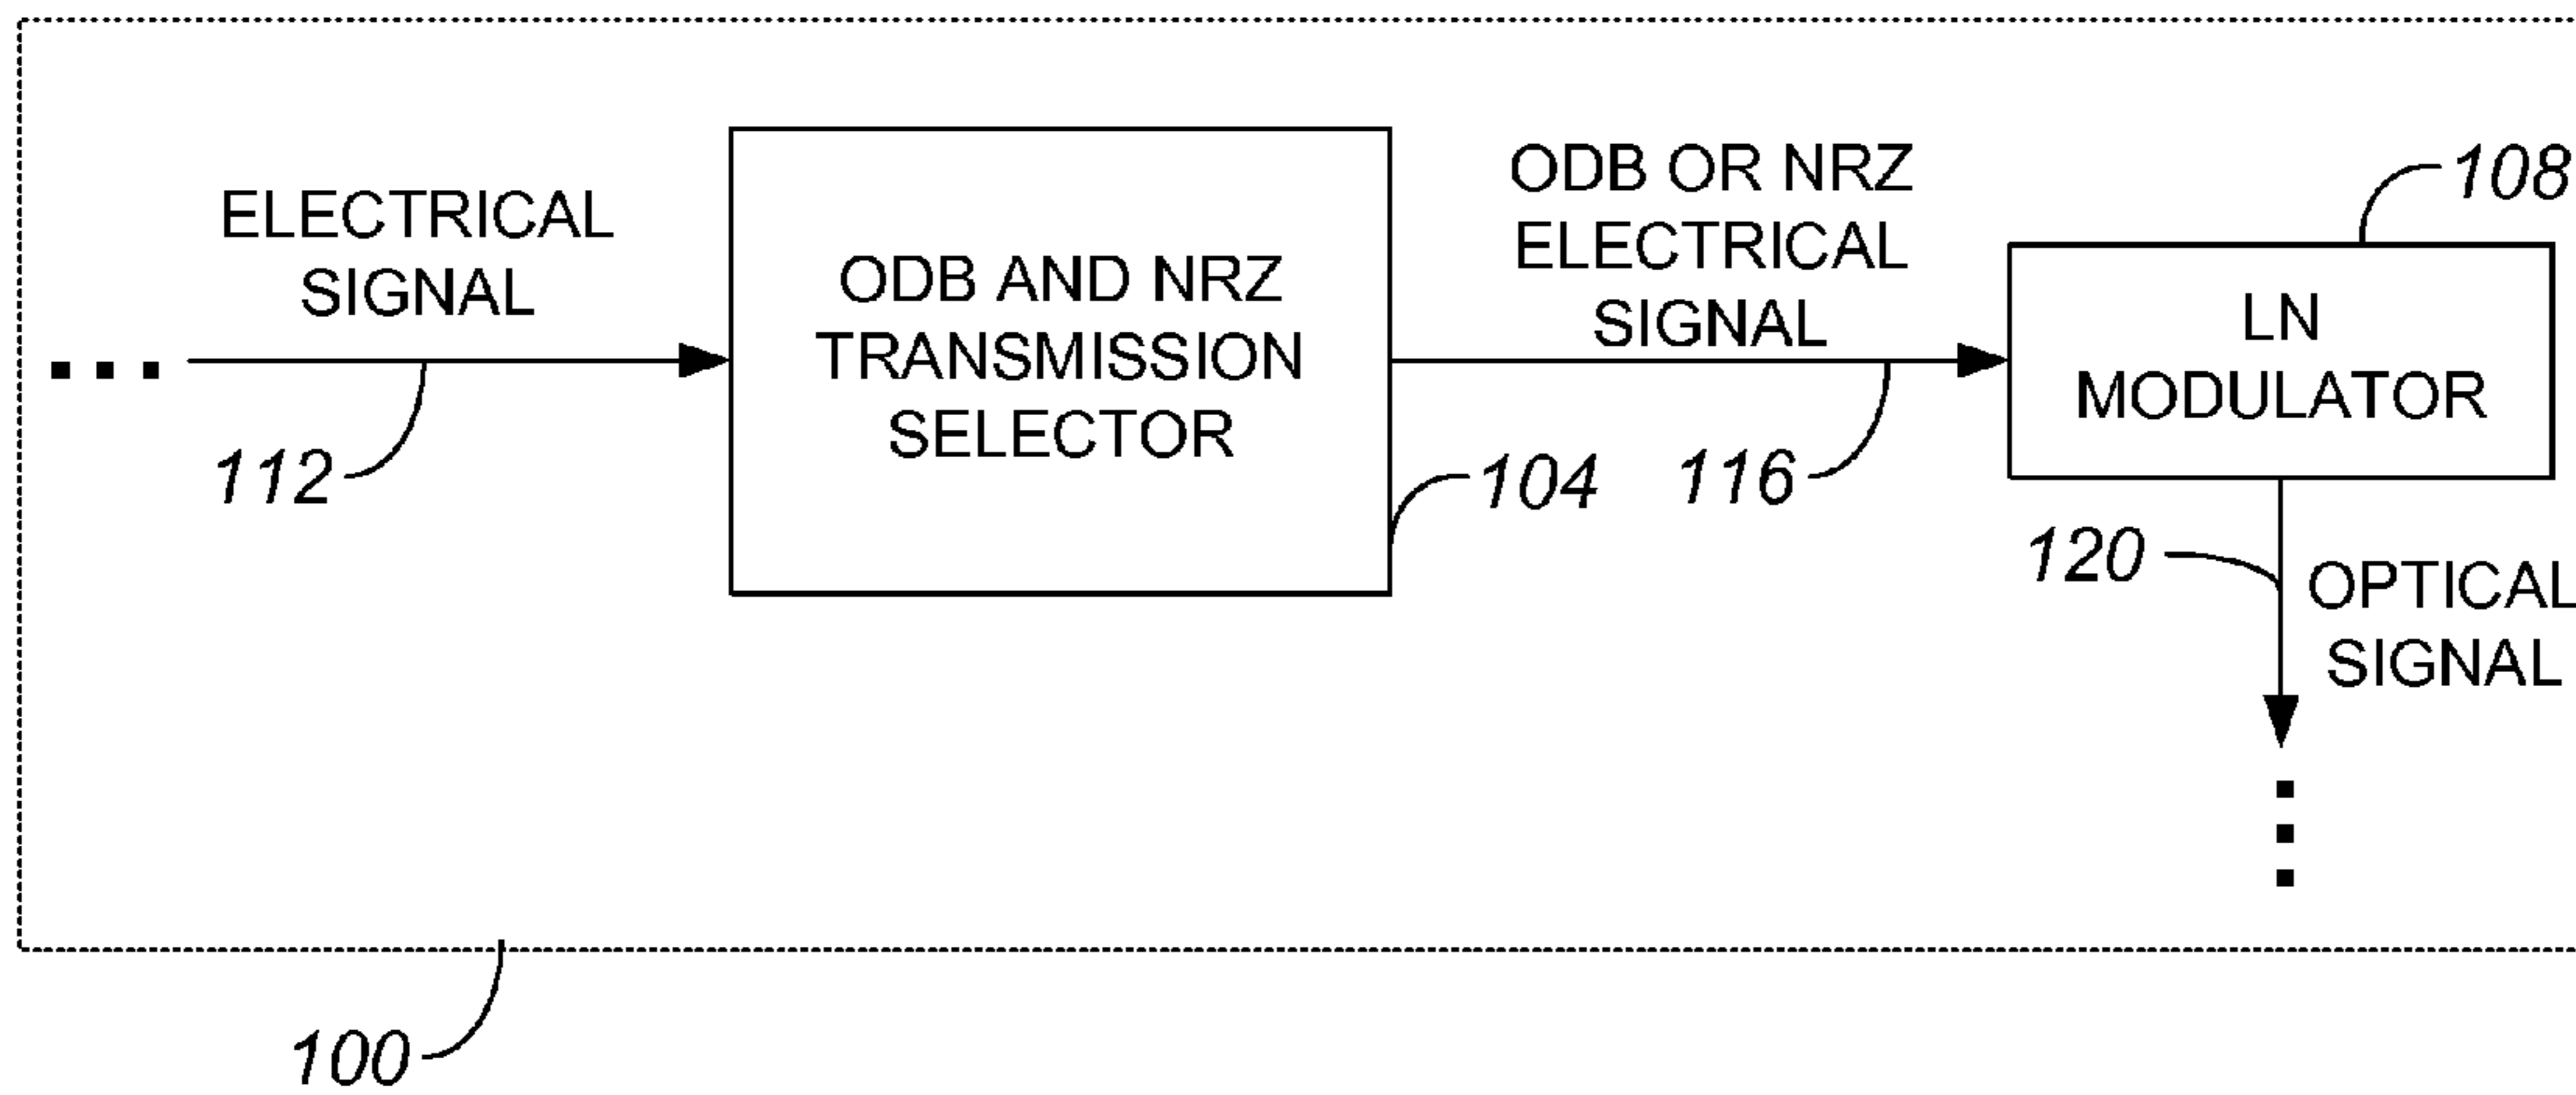 ELECTRICAL
SIGNAL
112
ODB AND NRZ
TRANSMISSION
SELECTOR
104
ODB OR NRZ
ELECTRICAL
SIGNAL
116
108
LN
MODULATOR
120
OPTICAL
SIGNAL
100